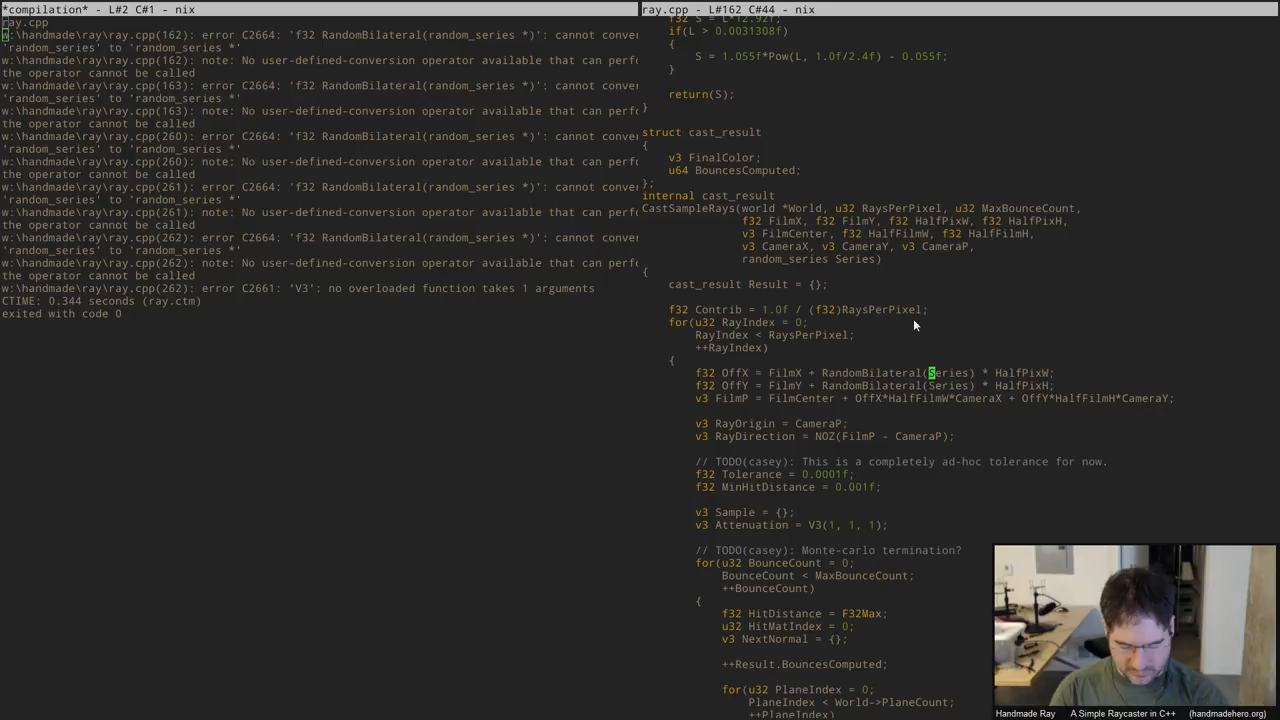 *compilation* - L#2 C#1 - nix
ray.cpp
w:\handmade\ray\ray.cpp(162): error C2664: 'f32 RandomBilateral(random_series *)': cannot conver
'random_series' to 'random_series *'
w:\handmade\ray\ray.cpp(162): note: No user-defined-conversion operator available that can perfo
the operator cannot be called
w:\handmade\ray\ray.cpp(163): error C2664: 'f32 RandomBilateral(random_series *)': cannot conver
'random_series' to 'random_series *'
w:\handmade\ray\ray.cpp(163): note: No user-defined-conversion operator available that can perfo
the operator cannot be called
w:\handmade\ray\ray.cpp(260): error C2664: 'f32 RandomBilateral(random_series *)': cannot conver
'random_series' to 'random_series *'
w:\handmade\ray\ray.cpp(260): note: No user-defined-conversion operator available that can perfo
the operator cannot be called
w:\handmade\ray\ray.cpp(261): error C2664: 'f32 RandomBilateral(random_series *)': cannot conver
'random_series' to 'random_series *'
w:\handmade\ray\ray.cpp(261): note: No user-defined-conversion operator available that can perfo
the operator cannot be called
w:\handmade\ray\ray.cpp(262): error C2664: 'f32 RandomBilateral(random_series *)': cannot conver
'random_series' to 'random_series *'
w:\handmade\ray\ray.cpp(262): note: No user-defined-conversion operator available that can perfo
the operator cannot be called
w:\handmade\ray\ray.cpp(262): error C2661: 'V3': no overloaded function takes 1 arguments
CTIME: 0.344 seconds (ray.ctm)
exited with code 0
ray.cpp - L#162 C#44 - nix
f32 S = L*12.92f;
if(L > 0.0031308f)
{
S = 1.055f*Pow(L, 1.0f/2.4f) - 0.055f;
}
return(S);
}
struct cast_result
{
v3 FinalColor;
u64 BouncesComputed;
};
internal cast_result
CastSampleRays(world *World, u32 RaysPerPixel, u32 MaxBounceCount,
f32 FilmX, f32 FilmY, f32 HalfPixW, f32 HalfPixH,
v3 FilmCenter, f32 HalfFilmW, f32 HalfFilmH,
v3 CameraX, v3 CameraY, v3 CameraP,
random_series Series)
{
cast_result Result = {};
f32 Contrib = 1.0f / (f32)RaysPerPixel;
for(u32 RayIndex = 0;
RayIndex < RaysPerPixel;
++RayIndex)
{
f32 OffX = FilmX + RandomBilateral(Series) * HalfPixW;
f32 OffY = FilmY + RandomBilateral(Series) * HalfPixH;
v3 FilmP = FilmCenter + OffX*HalfFilmW*CameraX + OffY*HalfFilmH*CameraY;
v3 RayOrigin = CameraP;
v3 RayDirection = NOZ(FilmP - CameraP);
// TODO(casey): This is a completely ad-hoc tolerance for now.
f32 Tolerance = 0.0001f;
f32 MinHitDistance = 0.001f;
v3 Sample = {};
v3 Attenuation = V3(1, 1, 1);
// TODO(casey): Monte-carlo termination?
for(u32 BounceCount = 0;
BounceCount < MaxBounceCount;
++BounceCount)
{
f32 HitDistance = F32Max;
u32 HitMatIndex = 0;
v3 NextNormal = {};
++Result.BouncesComputed;
for(u32 PlaneIndex = 0;
PlaneIndex < World->PlaneCount;
++PlaneIndex)
Handmade Ray A Simple Raycaster in C++ (handmadehero.org)